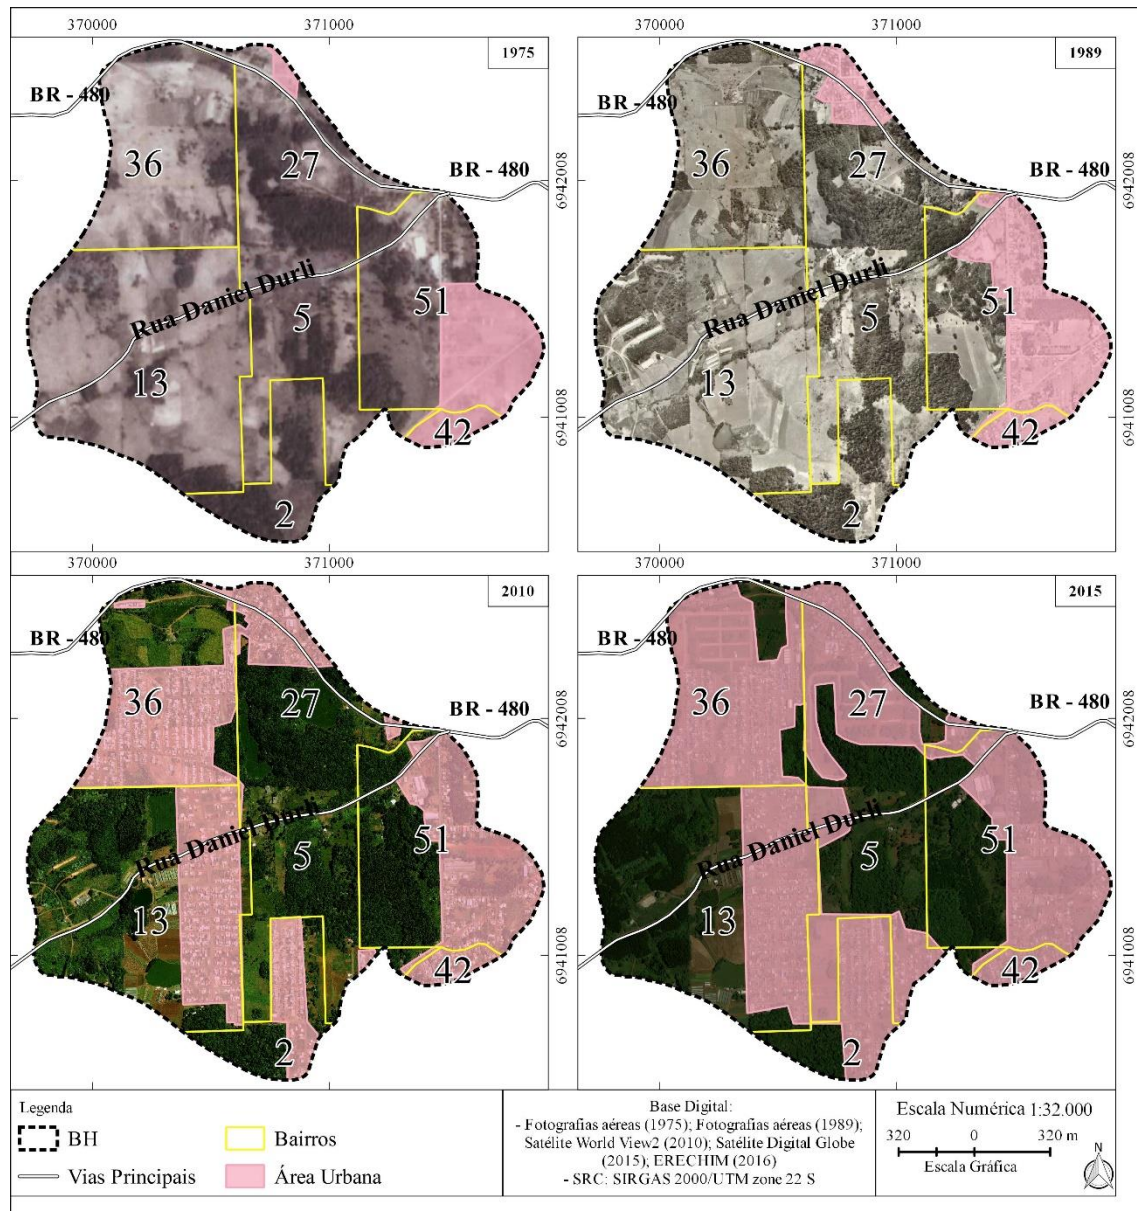 370000 371000 370000 371000
1975 1989
BR - 480 BR - 480
36 27 36 27
BR - 480 BR - 480
6942008 6942008
Rua Daniel Durli Rua Daniel Durli
5 51 5 51
13 13
6941008 6941008
42 42
2 2
370000 371000 370000 371000
2010 2015
BR - 480 BR - 480
36 27 36 27
BR - 480 BR - 480
6942008 6942008
Rua Daniel Durli Rua Daniel Durli
5 51 5 51
13 13
6941008 6941008
42 42
2 2
Legenda
BH
Bairros
Vias Principais
Área Urbana
Base Digital:
- Fotografias aéreas (1975); Fotografias aéreas (1989);
Satélite World View2 (2010); Satélite Digital Globe
(2015); ERECHIM (2016)
- SRC: SIRGAS 2000/UTM zone 22 S
Escala Numérica 1:32.000
320 0 320 m
Escala Gráfica
N